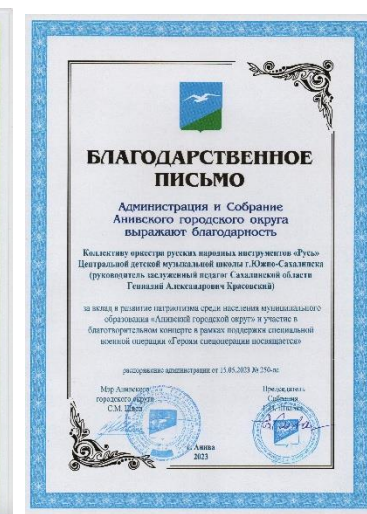 БЛАГОДАРСТВЕННОЕ
ПИСЬМО
Администрация и Собрание
Анивского городского округа
выражают благодарность
Коллективу оркестра русских народных инструментов «Русь»
Центральной детской музыкальной школы г.Южно-Сахалинска
(руководитель заслуженный педагог Сахалинской области
Геннадий Александрович Красовский)
за вклад в развитие патриотизма среди населения муниципального
образования «Анивский городской округ» и участие в
благотворительном концерте в рамках поддержки специальной
военной операции «Героям спецоперации посвящается»
распоряжение администрации от 15.05.2023 № 250-ра
Мэр Анивского
городского округа
С.М.
Председатель
Собрания
г. Анива
2023